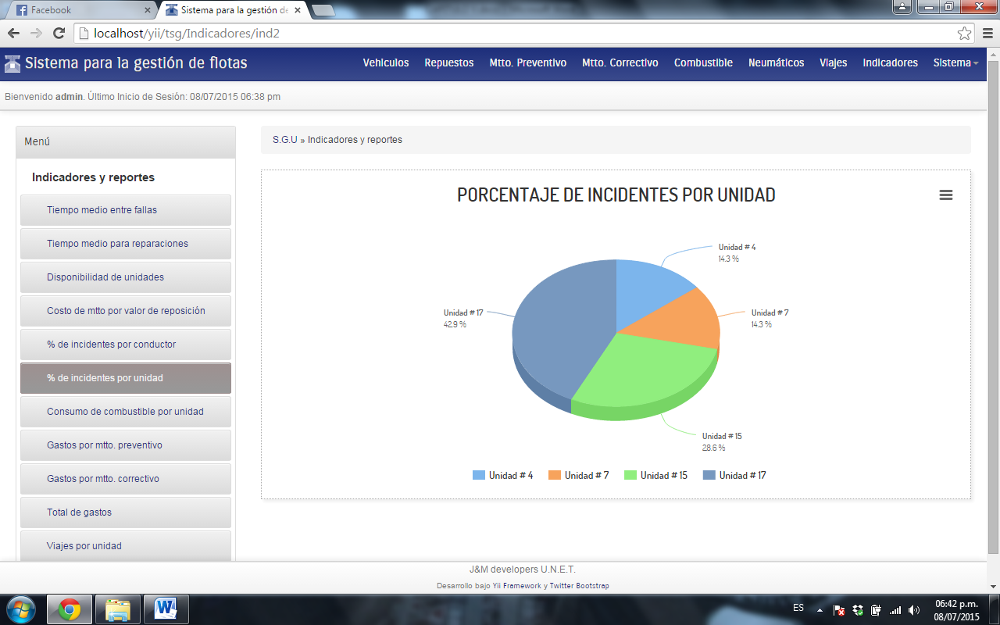 Facebook
Sistema para la gestión de
localhost/yii/tsg/Indicadores/ind2
Sistema para la gestión de flotas
Vehiculos Repuestos Mtto. Preventivo Mtto. Correctivo Combustible Neumáticos Viajes Indicadores Sistema
Bienvenido admin. Último Inicio de Sesión: 08/07/2015 06:38 pm
Menú
Indicadores y reportes
Tiempo medio entre fallas
Tiempo medio para reparaciones
Disponibilidad de unidades
Costo de mtto por valor de reposición
% de incidentes por conductor
% de incidentes por unidad
Consumo de combustible por unidad
Gastos por mtto. preventivo
Gastos por mtto. correctivo
Total de gastos
Viajes por unidad
S.G.U » Indicadores y reportes
PORCENTAJE DE INCIDENTES POR UNIDAD
Unidad # 4
14.3 %
Unidad # 7
14.3 %
Unidad # 17
42.9 %
Unidad # 15
28.6 %
Unidad # 4 Unidad # 7 Unidad # 15 Unidad # 17
J&M developers U.N.E.T.
Desarrollo bajo Yii Framework y Twitter Bootstrap
ES
06:42 p.m.
08/07/2015